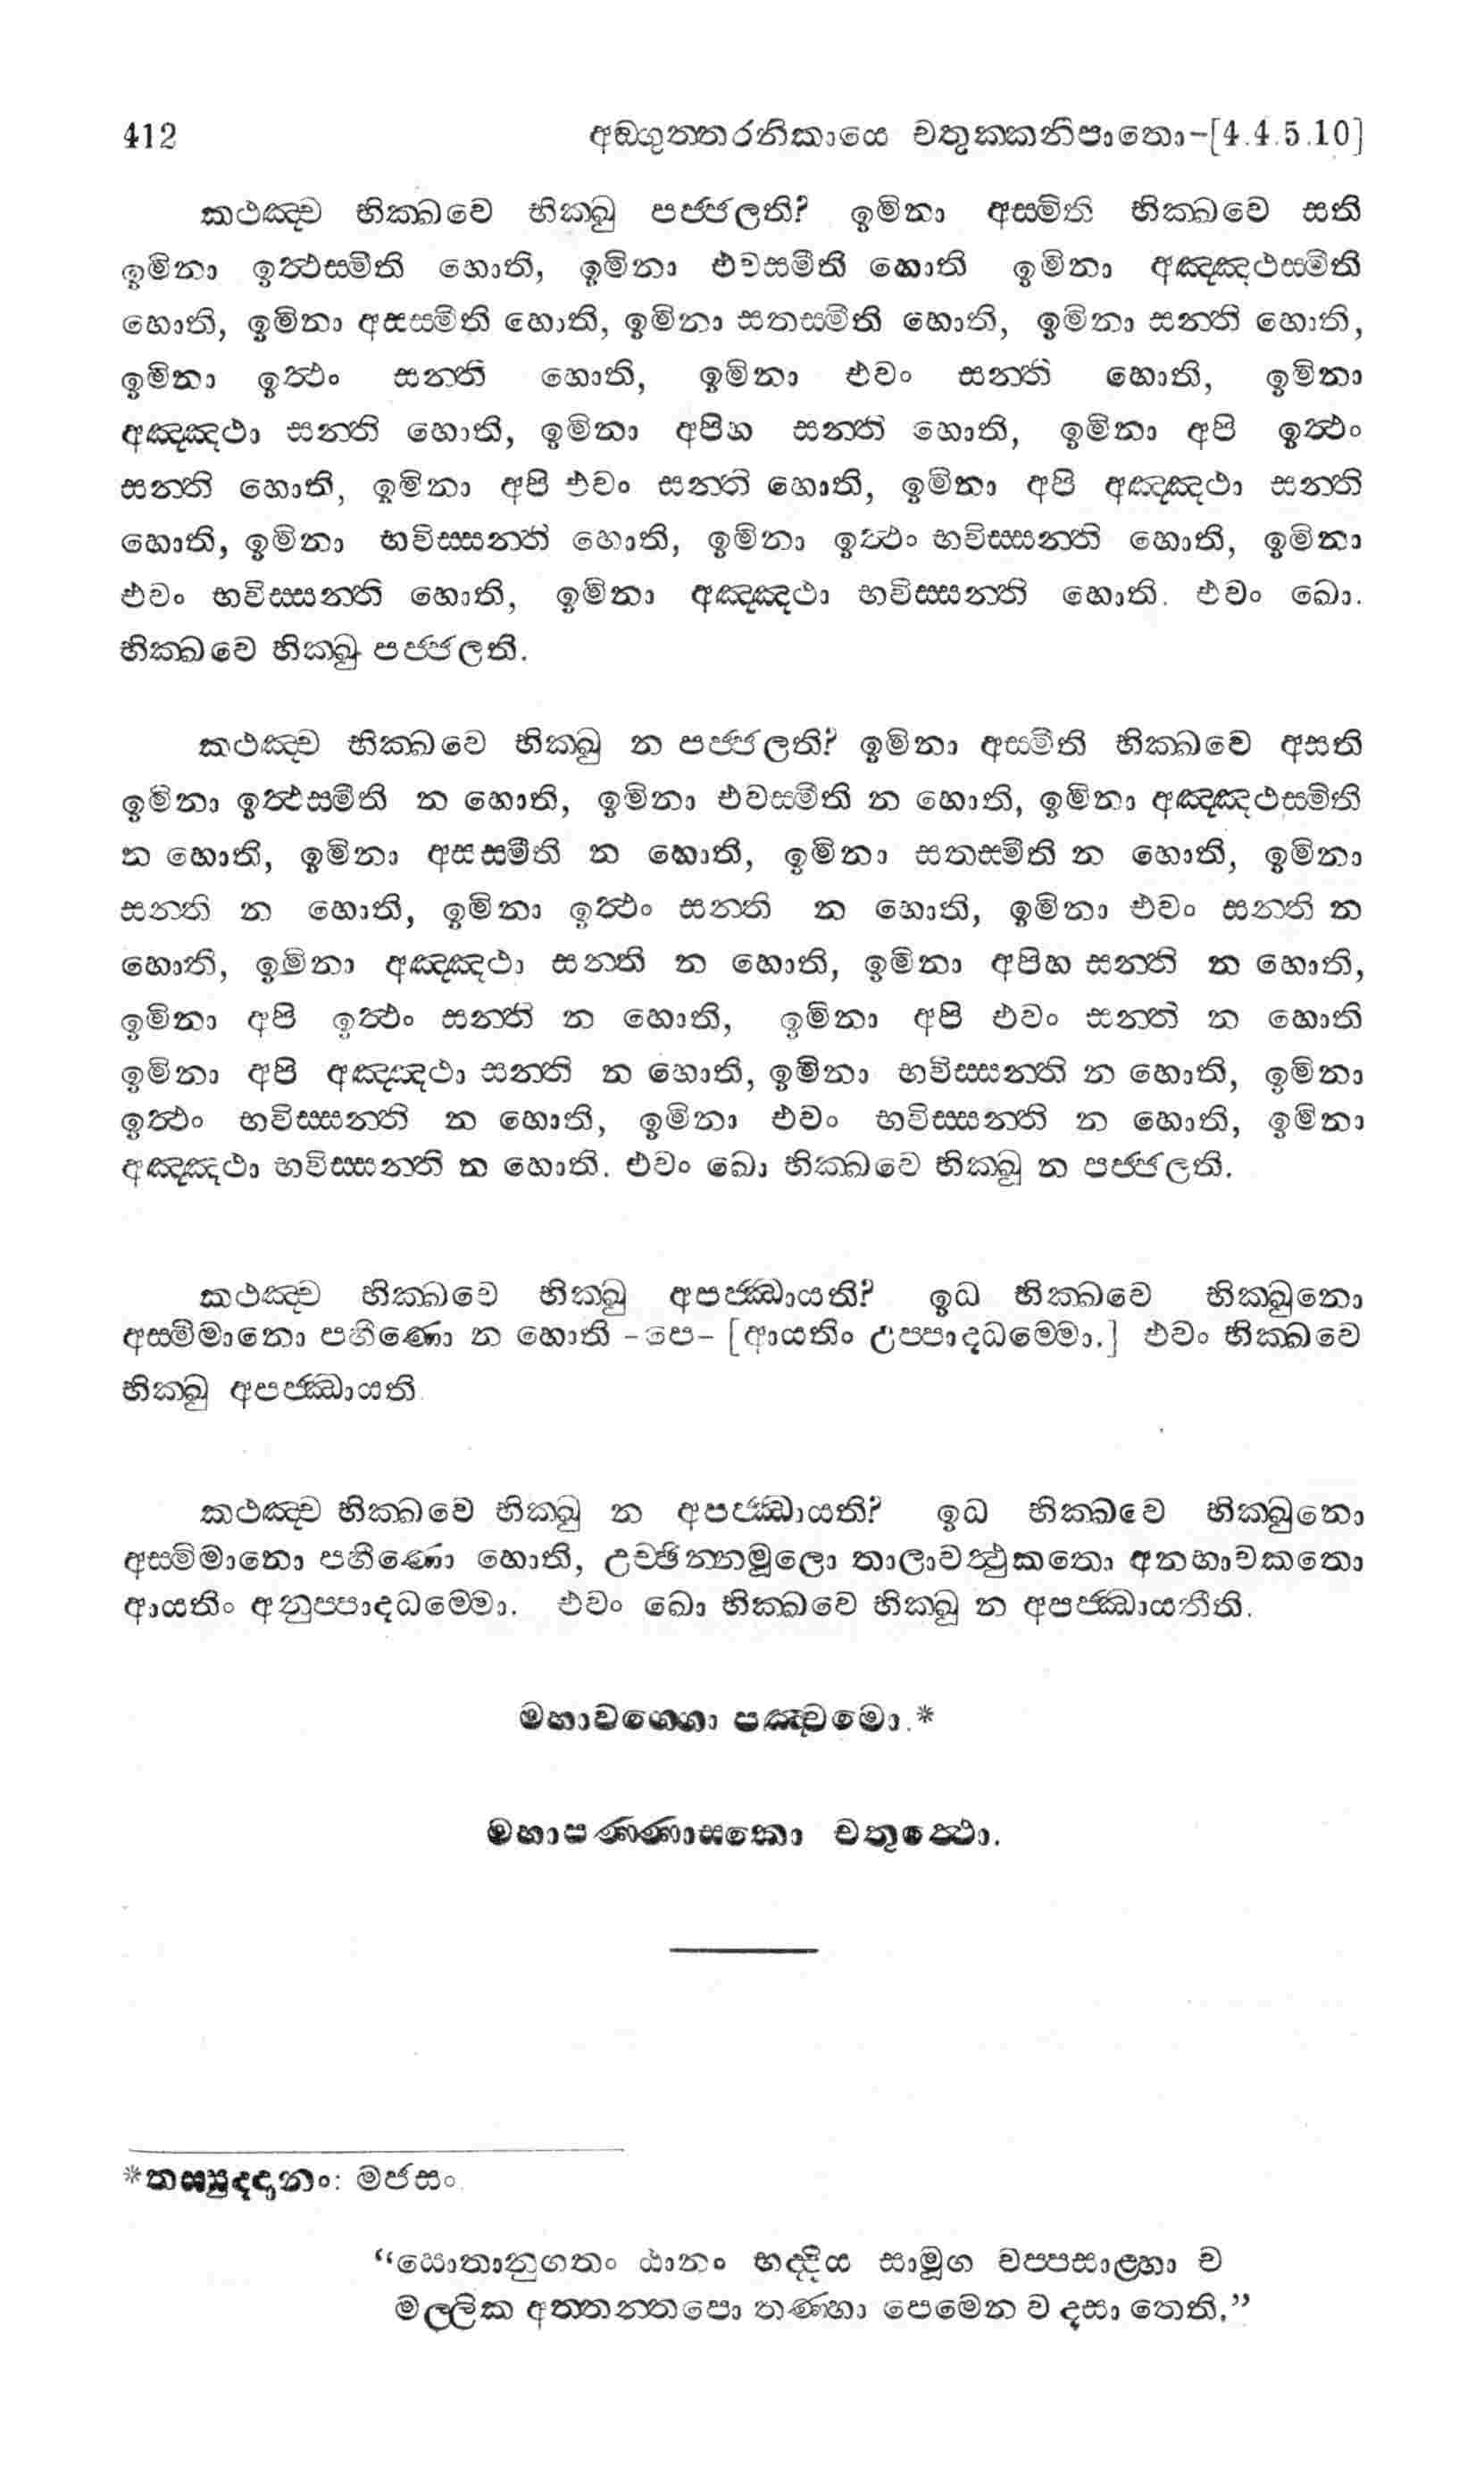 412 අඞ්ගුත්තරනිකායෙ චතුක්කනිපාතො-[4.4.5.10]
කථඤ්ච භික්ඛවෙ භික්ඛු පජ්ජලති? ඉමිනා අස්මිති භික්ඛවෙ සති
ඉමිනා ඉත්ථස්මීති හොති, ඉමිනා එවස්මීති හොති ඉමිනා අඤ්ඤථස්මිති
හොති, ඉමිනා අසස්මීති හොති, ඉමිනා සතස්මීති හොති, ඉමිනා සන්ති හොති,
ඉමිනා ඉත්ථං සන්ති හොති, ඉමිනා එවං සන්ති හොති, ඉමිනා
අඤ්ඤථා සන්ති හොති, ඉමිනා අපිහ සන්ති හොති, ඉමිනා අපි ඉත්ථං
සන්ති හොති, ඉමිනා අපි එවං සන්ති හොති, ඉමිනා අපි අඤ්ඤථා සන්ති
හොති, ඉමිනා භවිස්සන්ති හොති, ඉමිනා ඉත්ථං භවිස්සන්ති හොති, ඉමිනා
එවං භවිස්සන්ති හොති, ඉමිනා අඤ්ඤථා භවිස්සන්ති හොති. එවං ඛො.
භික්ඛවෙ භික්ඛු පජ්ජලති.
කථඤ්ච භික්ඛවෙ භික්ඛු න පජ්ජලති? ඉමිනා අස්මීති භික්ඛවෙ අසති
ඉමිනා ඉත්ථස්මීති න හොති, ඉමිනා එවස්මීති න හොති, ඉමිනා අඤ්ඤථස්මිති
න හොති, ඉමිනා අසස්මීති න හොති, ඉමිනා සතස්මීති න හොති, ඉමිනා
සන්ති න හොති, ඉමිනා ඉත්ථං සන්ති න හොති, ඉමිනා එවං සන්ති න
හොති, ඉමිනා අඤ්ඤථා සන්ති න හොති, ඉමිනා අපිහ සන්ති න හොති,
ඉමිනා අපි ඉත්ථං සන්ති න හොති, ඉමිනා අපි එවං සන්ති න හොති
ඉමිනා අපි අඤ්ඤථා සන්ති න හොති, ඉමිනා භවිස්සන්ති න හොති, ඉමිනා
ඉත්ථං භවිස්සන්ති න හොති, ඉමිනා එවං භවිස්සන්ති න හොති, ඉමිනා
අඤ්ඤථා භවිස්සන්ති න හොති. එවං ඛො භික්ඛවෙ භික්ඛූ න පජ්ජලති.
කථඤ්ච භික්ඛවෙ භික්ඛු අපජ්ඣායති? ඉධ භික්ඛවෙ භික්ඛුනො
අස්මිමානො පහීණො න හොති -පෙ- [ආයතිං උප්පාදධම්මො.] එවං භික්ඛවෙ
භික්ඛු අපජ්ඣායති.
කථඤ්ච භික්ඛවෙ භික්ඛු න අපජ්ඣායති? ඉධ භික්ඛවෙ භික්ඛුනො
අස්මිමානො පහීණො හොති, උච්ඡින්නමූලො තාලාවත්ථුකතො අනභාවකතො
ආයතිං අනුප්පාදධම්මො. එවං ඛො භික්ඛවෙ භික්ඛූ න අපජ්ඣායතීති.
මහාවග්ගො පඤ්චමො.*
මහාපණ්ණාසකො චතුත්ථො.
*තස්සුද්දානං: මජසං.
“සොතානුගතං ඨානං භද්දිය සාමූග වප්පසාළ්හා ච
මල්ලික අත්තන්තපො තණ්හා පෙමෙන ච දසා තෙති.”